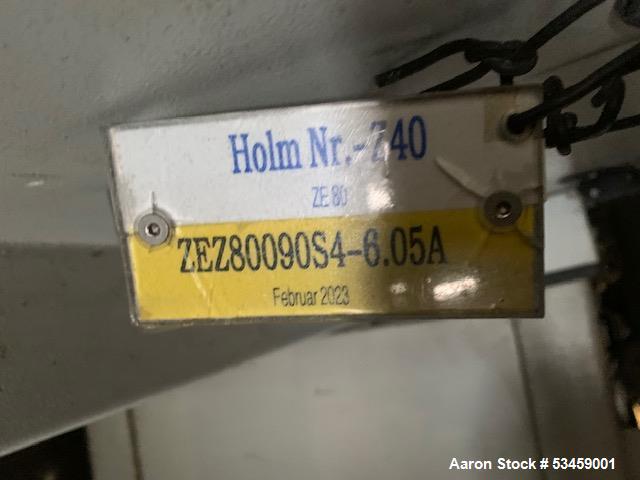 Holm Nr.-Z40
ZE 80
ZEZ80090S4-6.05A
Februar 2023
Aaron Stock # 53459001